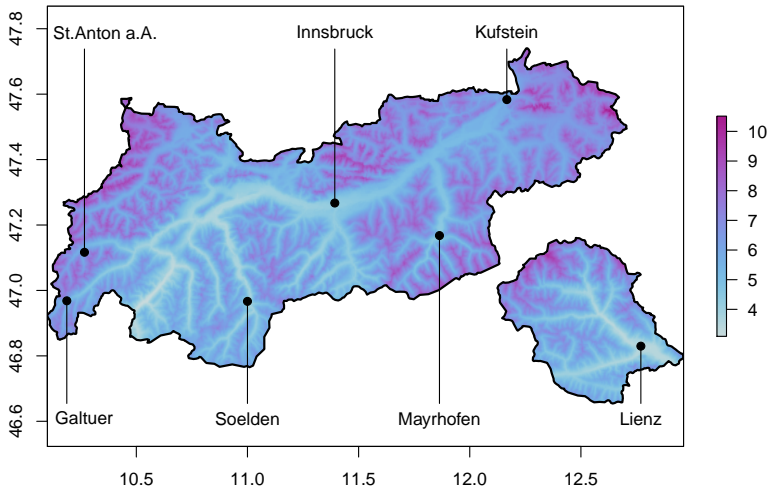 St.Anton a.A.
Innsbruck
Kufstein
Galtuer
Soelden
Mayrhofen
Lienz
47.8
47.6
47.4
47.2
47.0
46.8
46.6
10.5
11.0
11.5
12.0
12.5
10
9
8
7
6
5
4